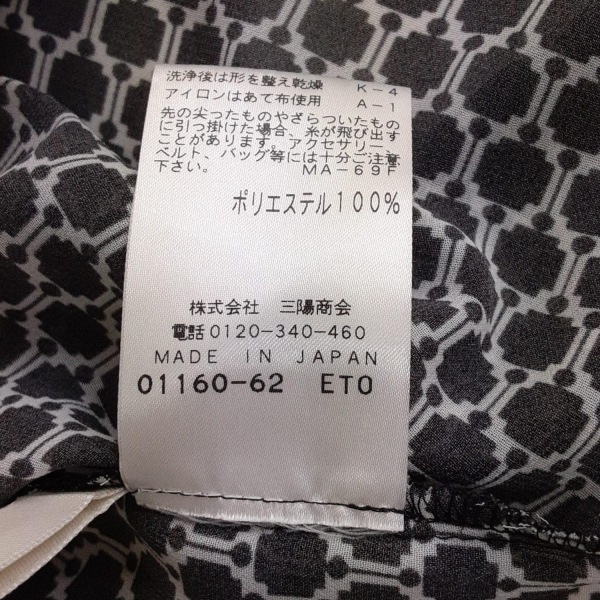 洗浄後は形を整え乾燥 K-4
アイロンはあて布使用 A-1
先の尖ったものやざらついたもの
に引っ掛けた場合、糸が飛び出す
ことがあります。アクセサリー、
ベルト、バッグ等には十分ご注意
下さい。 MA-69F
ポリエステル100%
株式会社 三陽商会
電話0120-340-460
MADE IN JAPAN
01160-62 ETO